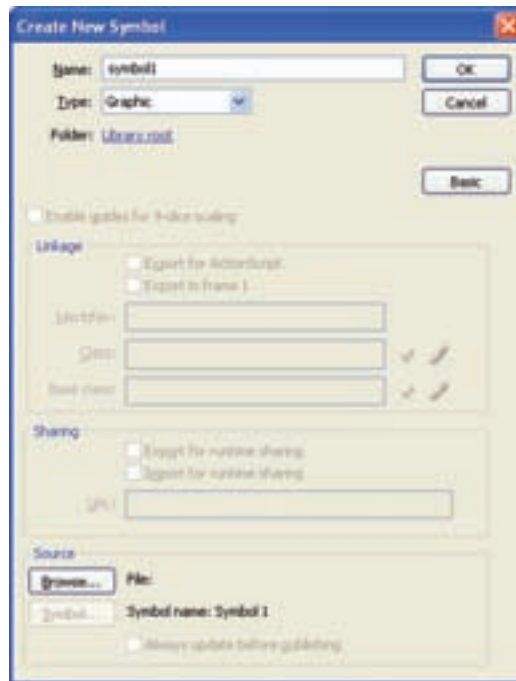 Create New Symbol
Name: symbol1
OK
Type: Graphic
Cancel
Folder: Library root
Basic
Enable guides for 9-slice scaling
Linkage
Export for ActionScript
Export in frame 1
Identifier:
Class:
Base class:
Sharing
Export for runtime sharing
Import for runtime sharing
URL:
Source
Browse... File:
Symbol... Symbol name: Symbol 1
Always update before publishing